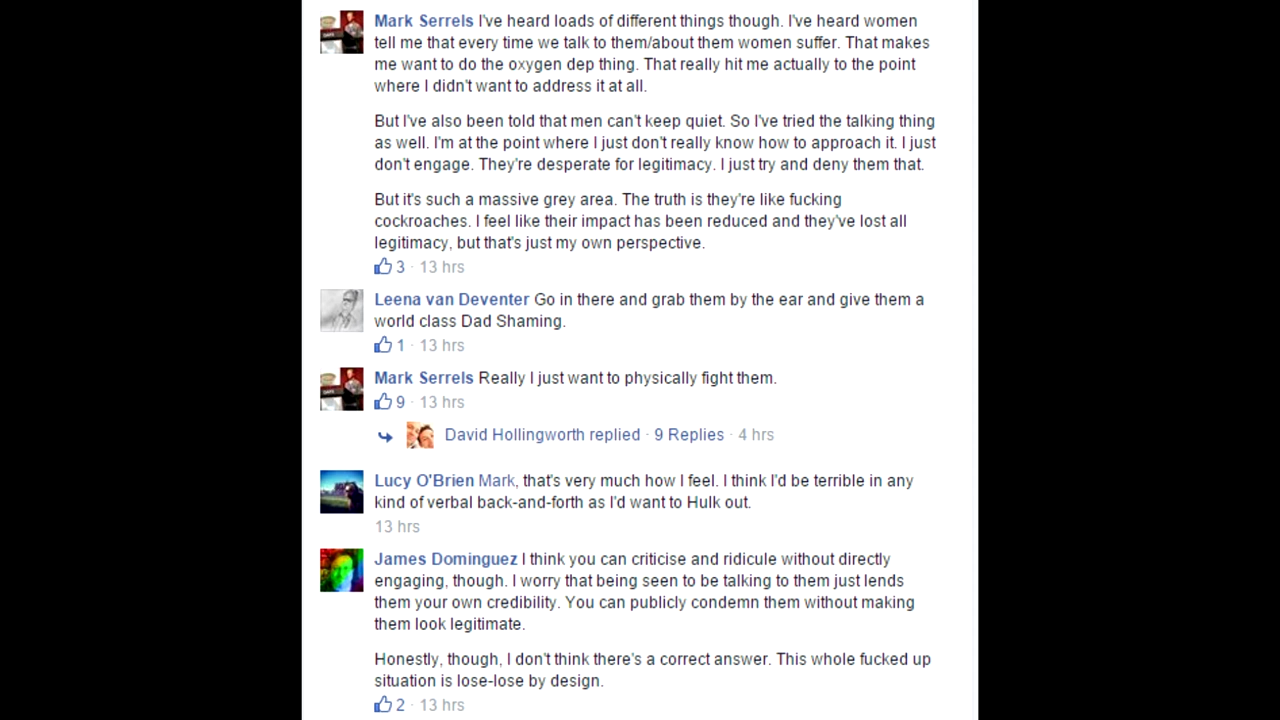 Mark Serrels I've heard loads of different things though. I've heard women
tell me that every time we talk to them/about them women suffer. That makes
me want to do the oxygen dep thing. That really hit me actually to the point
where I didn't want to address it at all.
But I've also been told that men can't keep quiet. So I've tried the talking thing
as well. I'm at the point where I just don't really know how to approach it. I just
don't engage. They're desperate for legitimacy. I just try and deny them that.
But it's such a massive grey area. The truth is they're like fucking
cockroaches. I feel like their impact has been reduced and they've lost all
legitimacy, but that's just my own perspective.
3 · 13 hrs
Leena van Deventer Go in there and grab them by the ear and give them a
world class Dad Shaming.
1 · 13 hrs
Mark Serrels Really I just want to physically fight them.
9 · 13 hrs
David Hollingworth replied · 9 Replies · 4 hrs
Lucy O'Brien Mark, that's very much how I feel. I think I'd be terrible in any
kind of verbal back-and-forth as I'd want to Hulk out.
13 hrs
James Dominguez I think you can criticise and ridicule without directly
engaging, though. I worry that being seen to be talking to them just lends
them your own credibility. You can publicly condemn them without making
them look legitimate.
Honestly, though, I don't think there's a correct answer. This whole fucked up
situation is lose-lose by design.
2 · 13 hrs